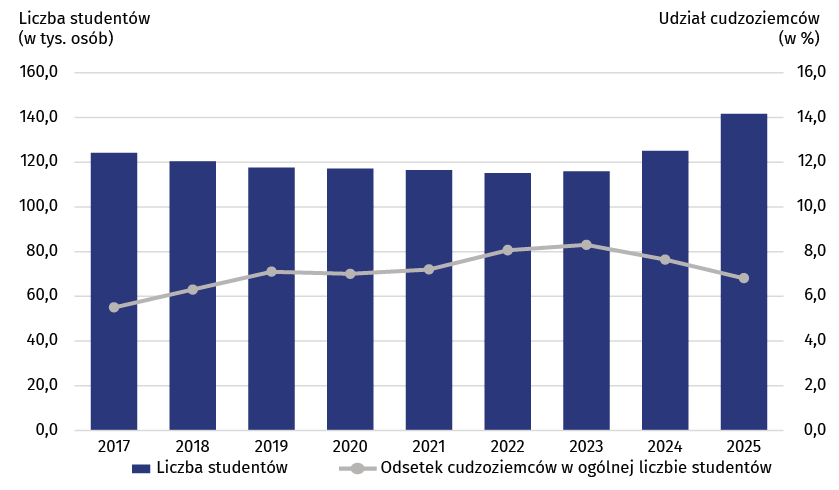 Liczba studentów
(w tys. osób)
Udział cudzoziemców
(w %)
160,0
16,0
140,0
14,0
120,0
12,0
100,0
10,0
80,0
8,0
60,0
6,0
40,0
4,0
20,0
2,0
0,0
0,0
2017 2018 2019 2020 2021 2022 2023 2024 2025
Liczba studentów
Odsetek cudzoziemców w ogólnej liczbie studentów